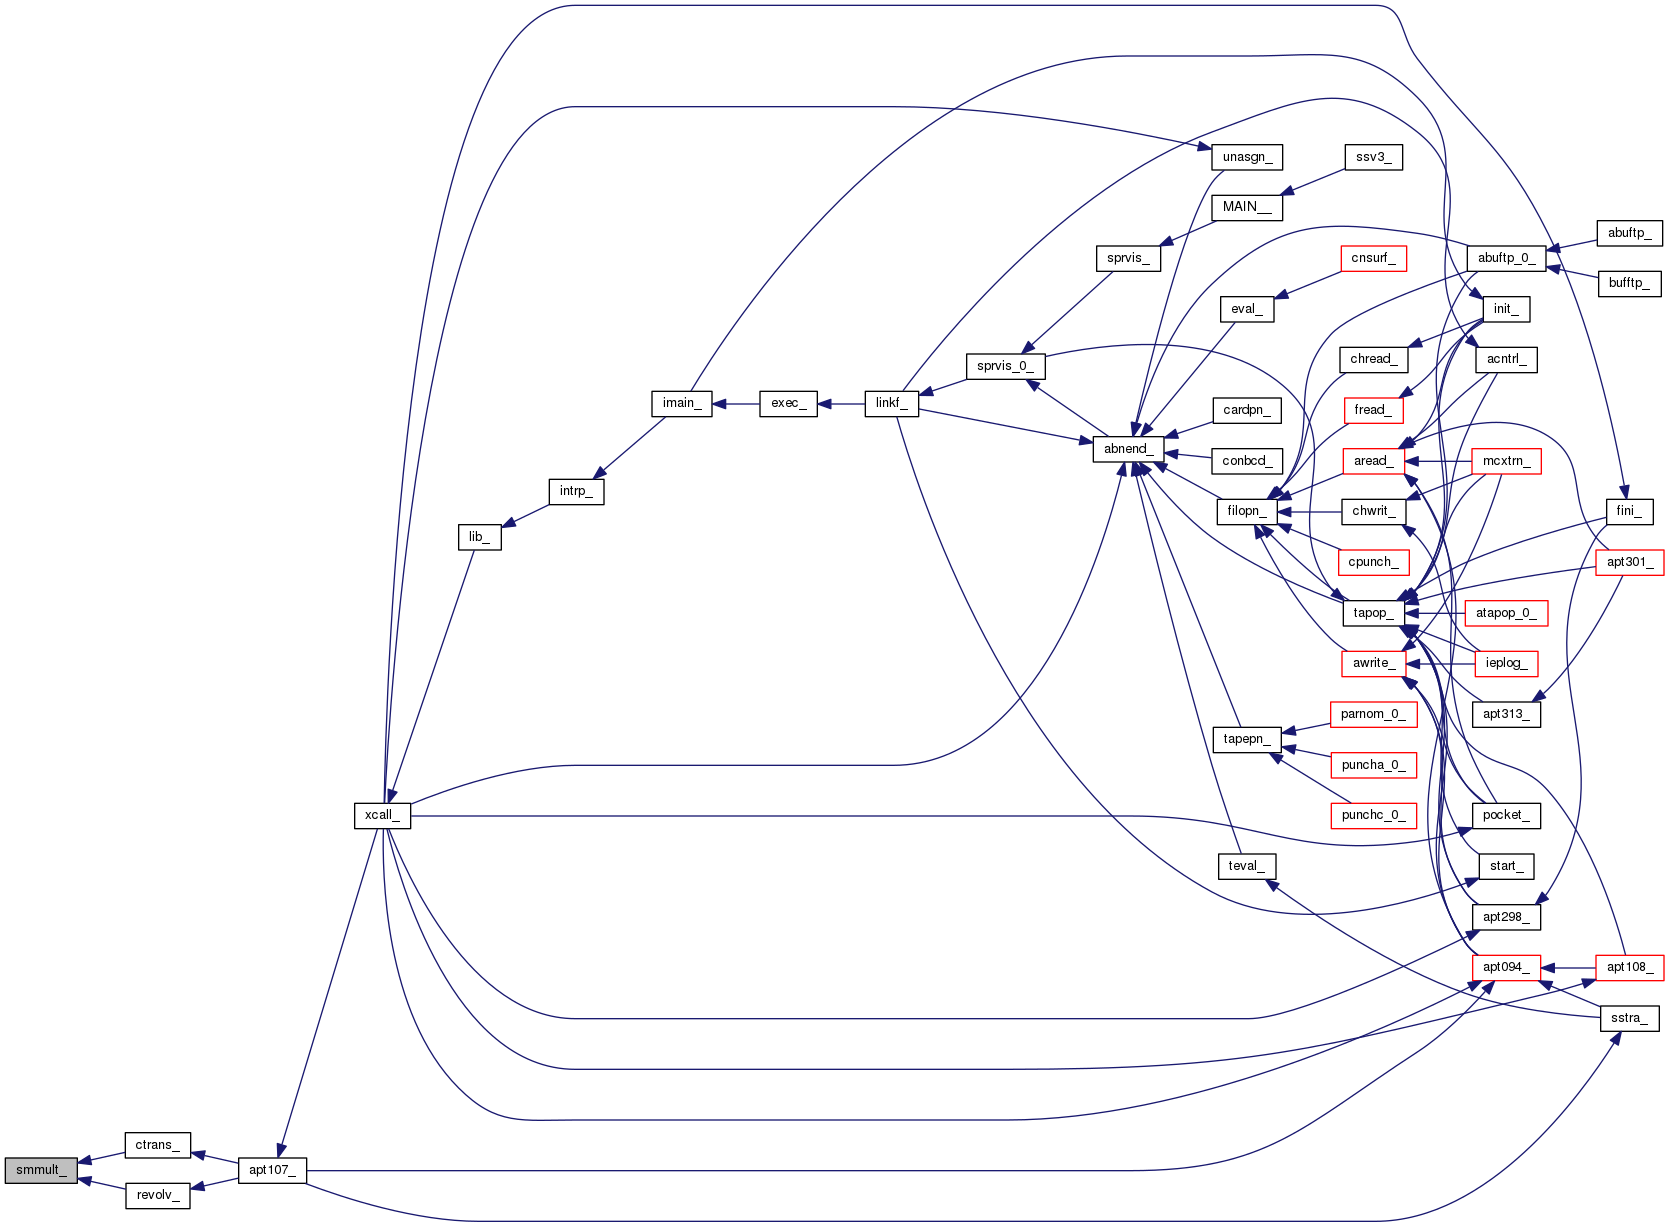 unasgn_
ssv3_
MAIN__
abuftp_
sprvis_
cnsurf_
abuftp_0_
bufftp_
eval_
init_
sprvis_0_
chread_
acntrl_
imain_
exec_
linkf_
cardpn_
fread_
abnend_
conbcd_
aread_
mcxtrn_
intrp_
filopn_
chwrit_
fini_
lib_
cpunch_
apt301_
tapop_
atapop_0_
awrite_
ieplog_
parnom_0_
apt313_
tapepn_
puncha_0_
xcall_
punchc_0_
pocket_
teval_
start_
apt298_
apt094_
apt108_
sstra_
ctrans_
smmult_
apt107_
revolv_